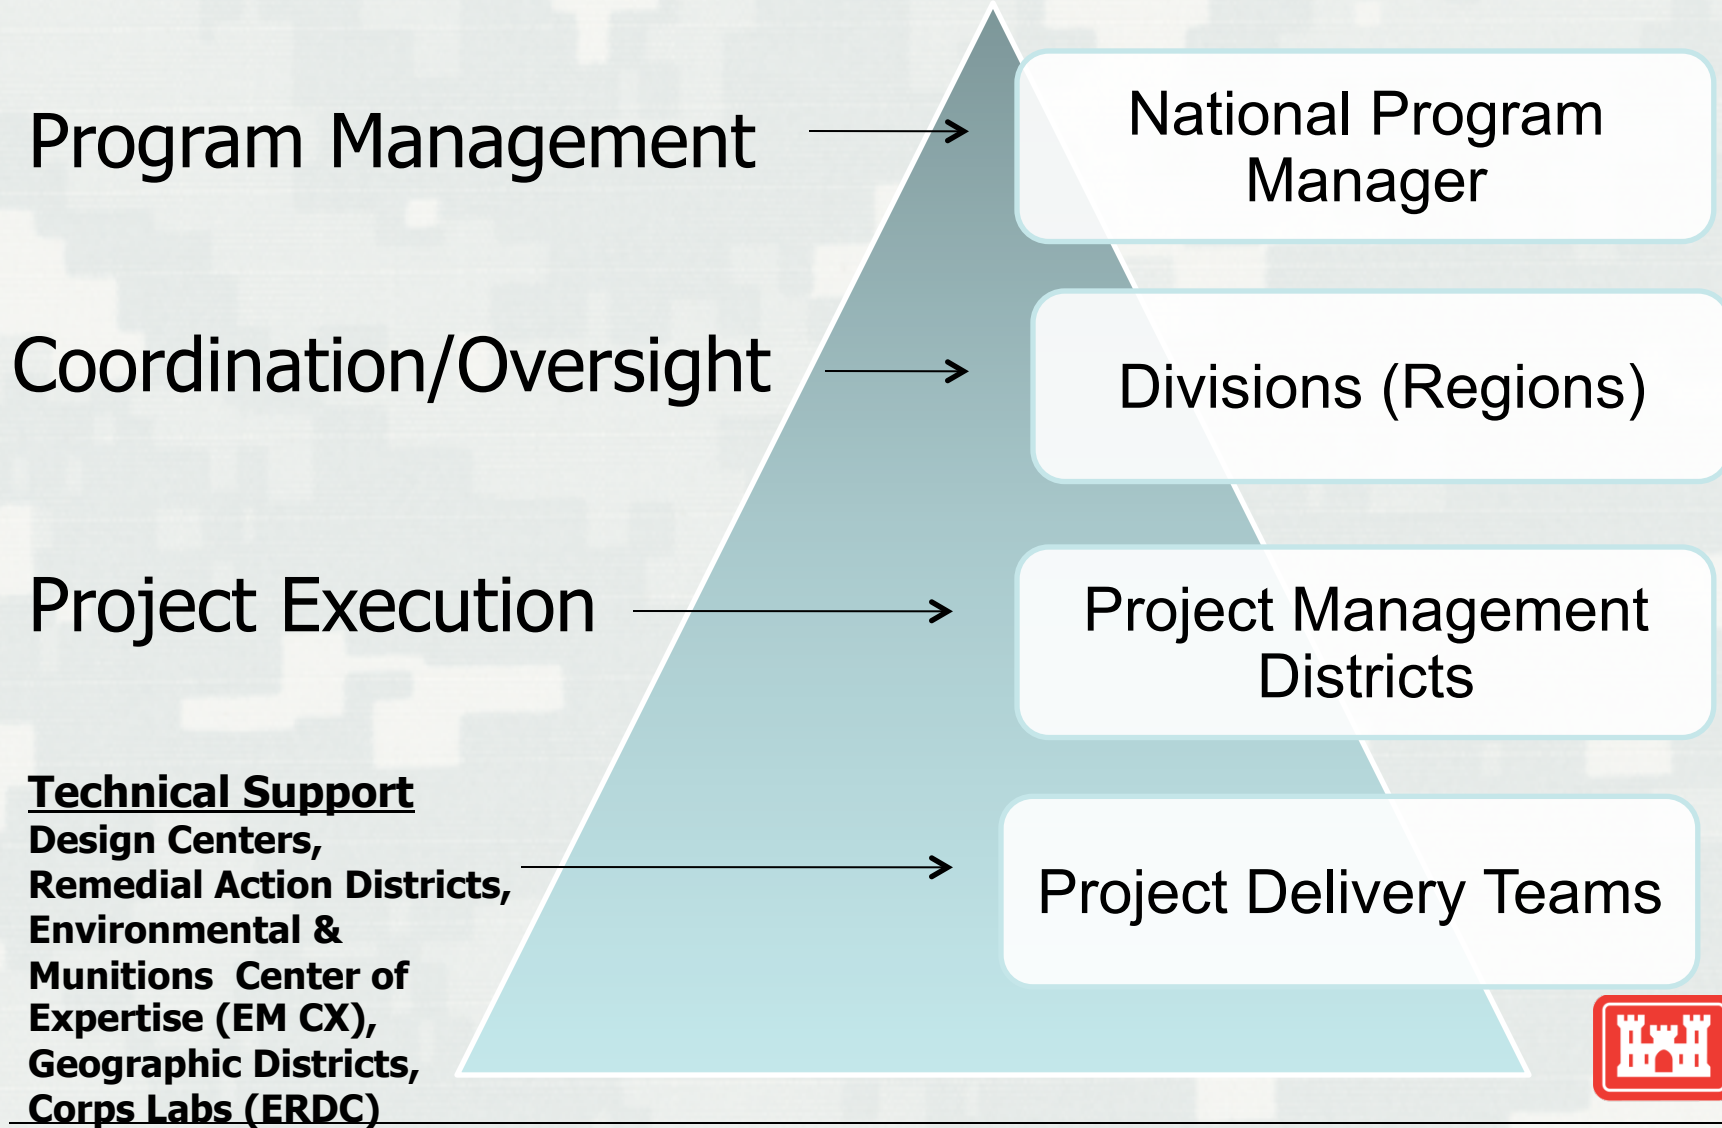 Program Management
National Program
Manager
Coordination/Oversight
Divisions (Regions)
Project Execution
Project Management
Districts
Technical Support
Design Centers,
Remedial Action Districts,
Environmental &
Munitions  Center of
Expertise (EM CX),
Geographic Districts,
Corps Labs (ERDC)
Project Delivery Teams